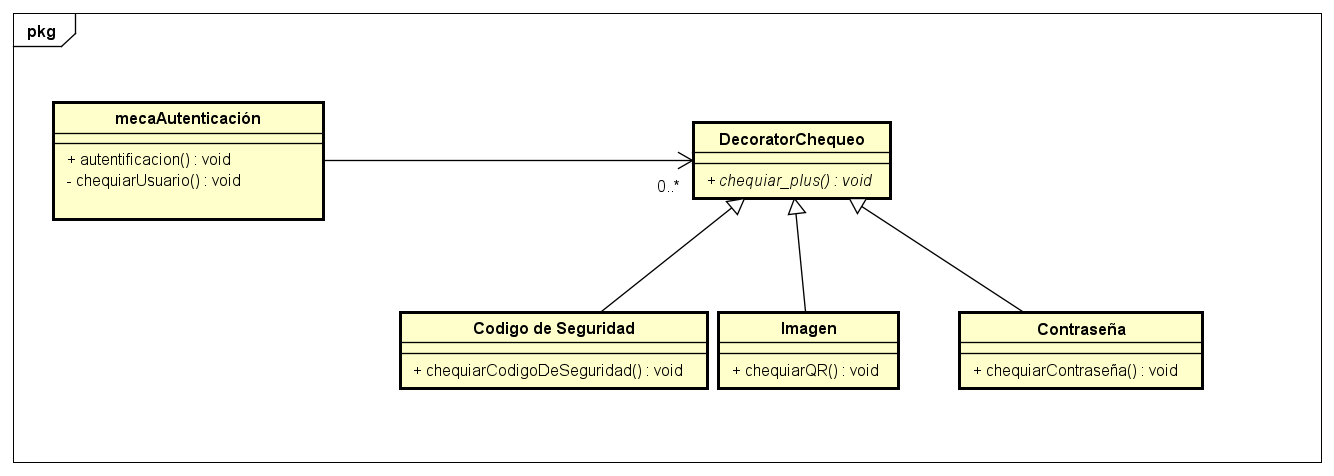 pkg
mecaAutenticación
+ autentificacion() : void
- chequiarUsuario() : void
0..*
DecoratorChequeo
+ chequiar_plus() : void
Codigo de Seguridad
+ chequiarCodigoDeSeguridad() : void
Imagen
+ chequiarQR() : void
Contraseña
+ chequiarContraseña() : void